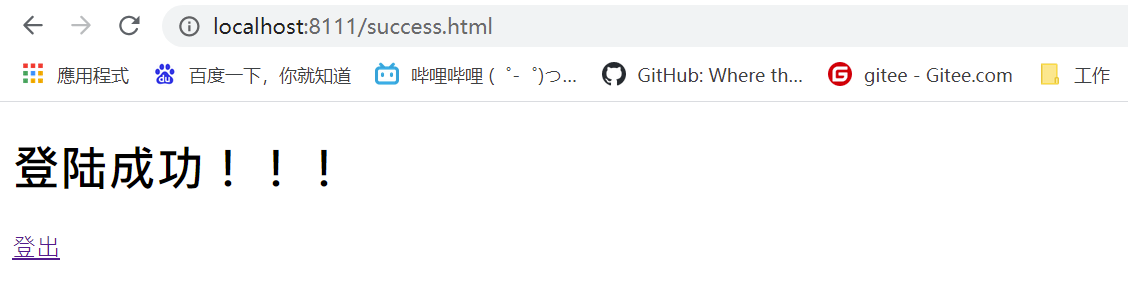 localhost:8111/success.html
應用程式 百度一下，你就知道 哔哩哔哩 (゜-゜)つ... GitHub: Where th... gitee - Gitee.com 工作
登陆成功！！！
登出